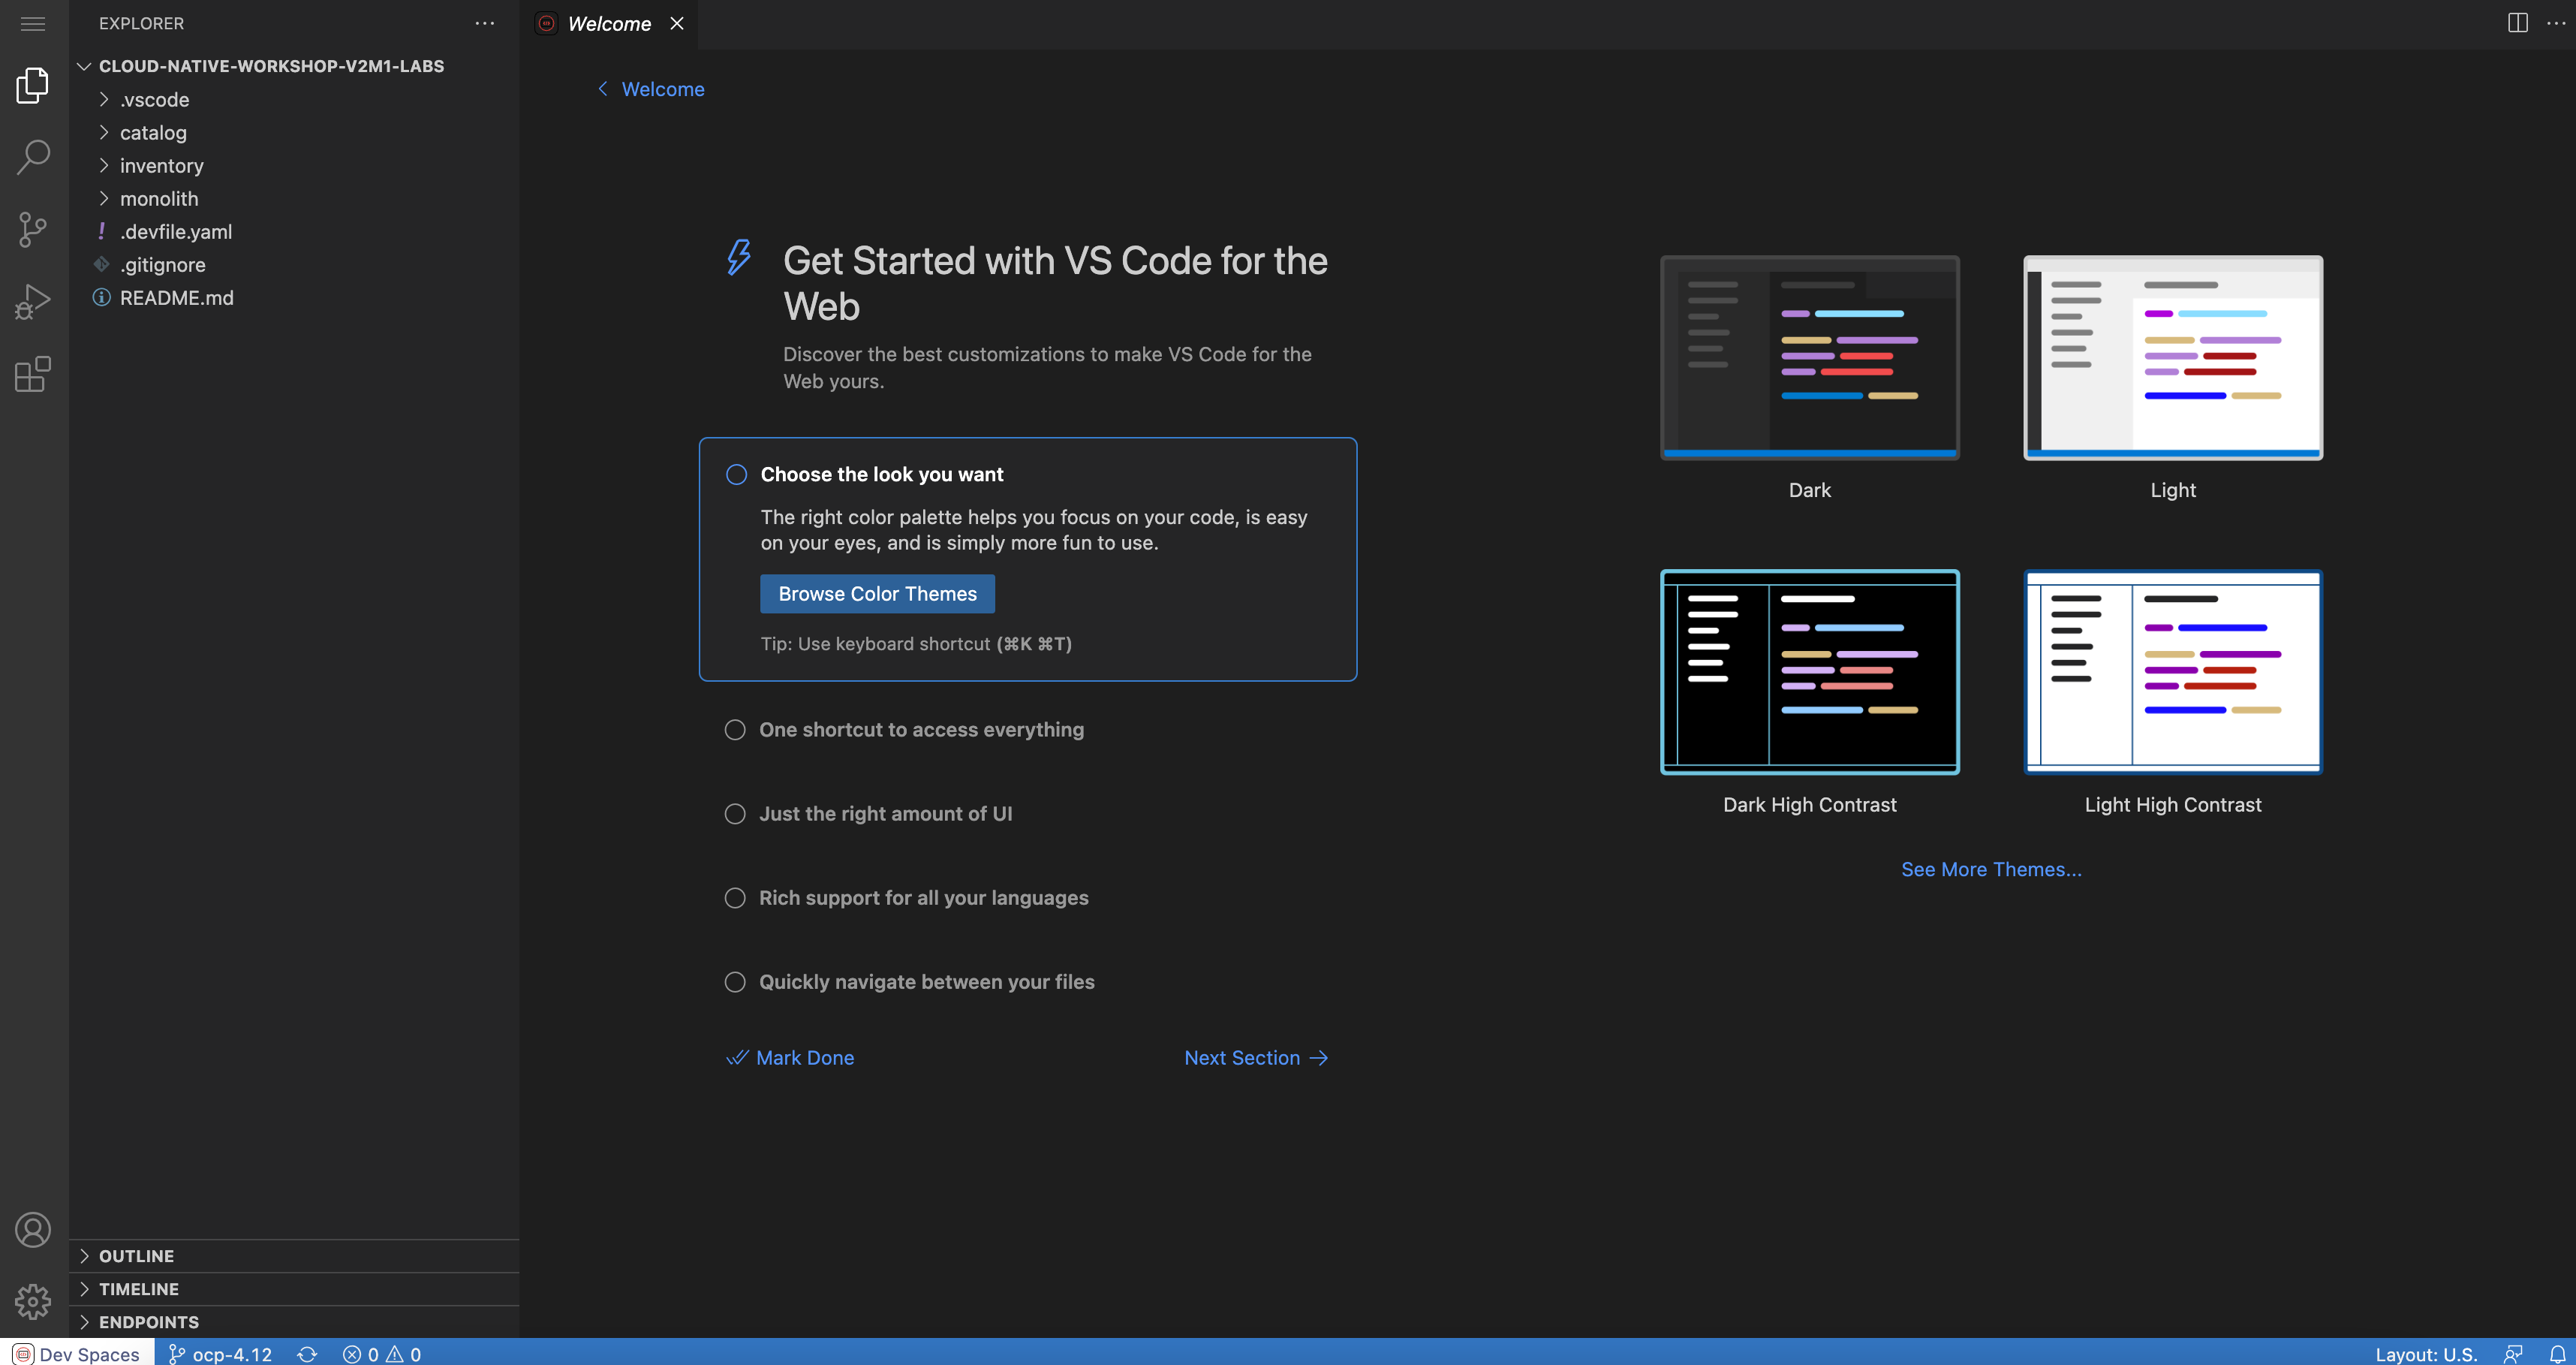 EXPLORER
CLOUD-NATIVE-WORKSHOP-V2M1-LABS
.vscode
catalog
inventory
monolith
.devfile.yaml
.gitignore
README.md
OUTLINE
TIMELINE
ENDPOINTS
Welcome
Welcome
Get Started with VS Code for the
Web
Discover the best customizations to make VS Code for the
Web yours.
Choose the look you want
The right color palette helps you focus on your code, is easy
on your eyes, and is simply more fun to use.
Browse Color Themes
Tip: Use keyboard shortcut (⌘K ⌘T)
One shortcut to access everything
Just the right amount of UI
Rich support for all your languages
Quickly navigate between your files
Mark Done
Next Section
Dark
Light
Dark High Contrast
Light High Contrast
See More Themes...
Dev Spaces
ocp-4.12
0
0
Layout: U.S.